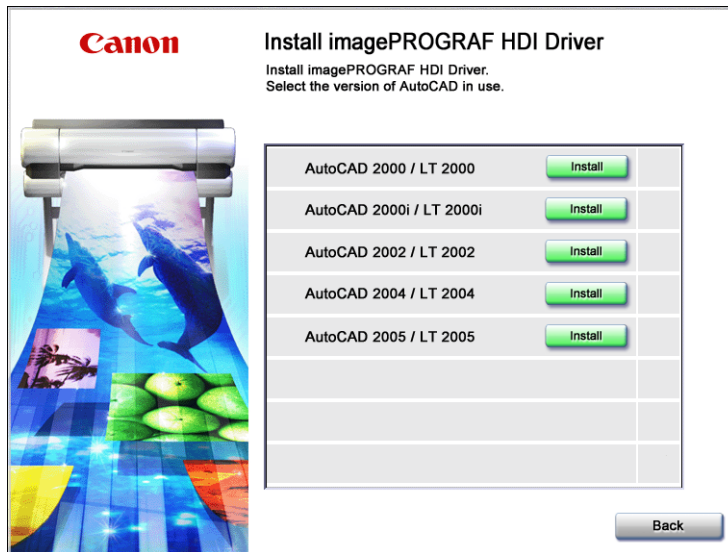 Canon
Install imagePROGRAF HDI Driver
Install imagePROGRAF HDI Driver.
Select the version of AutoCAD in use.
AutoCAD 2000 / LT 2000 Install
AutoCAD 2000i / LT 2000i Install
AutoCAD 2002 / LT 2002 Install
AutoCAD 2004 / LT 2004 Install
AutoCAD 2005 / LT 2005 Install
Back